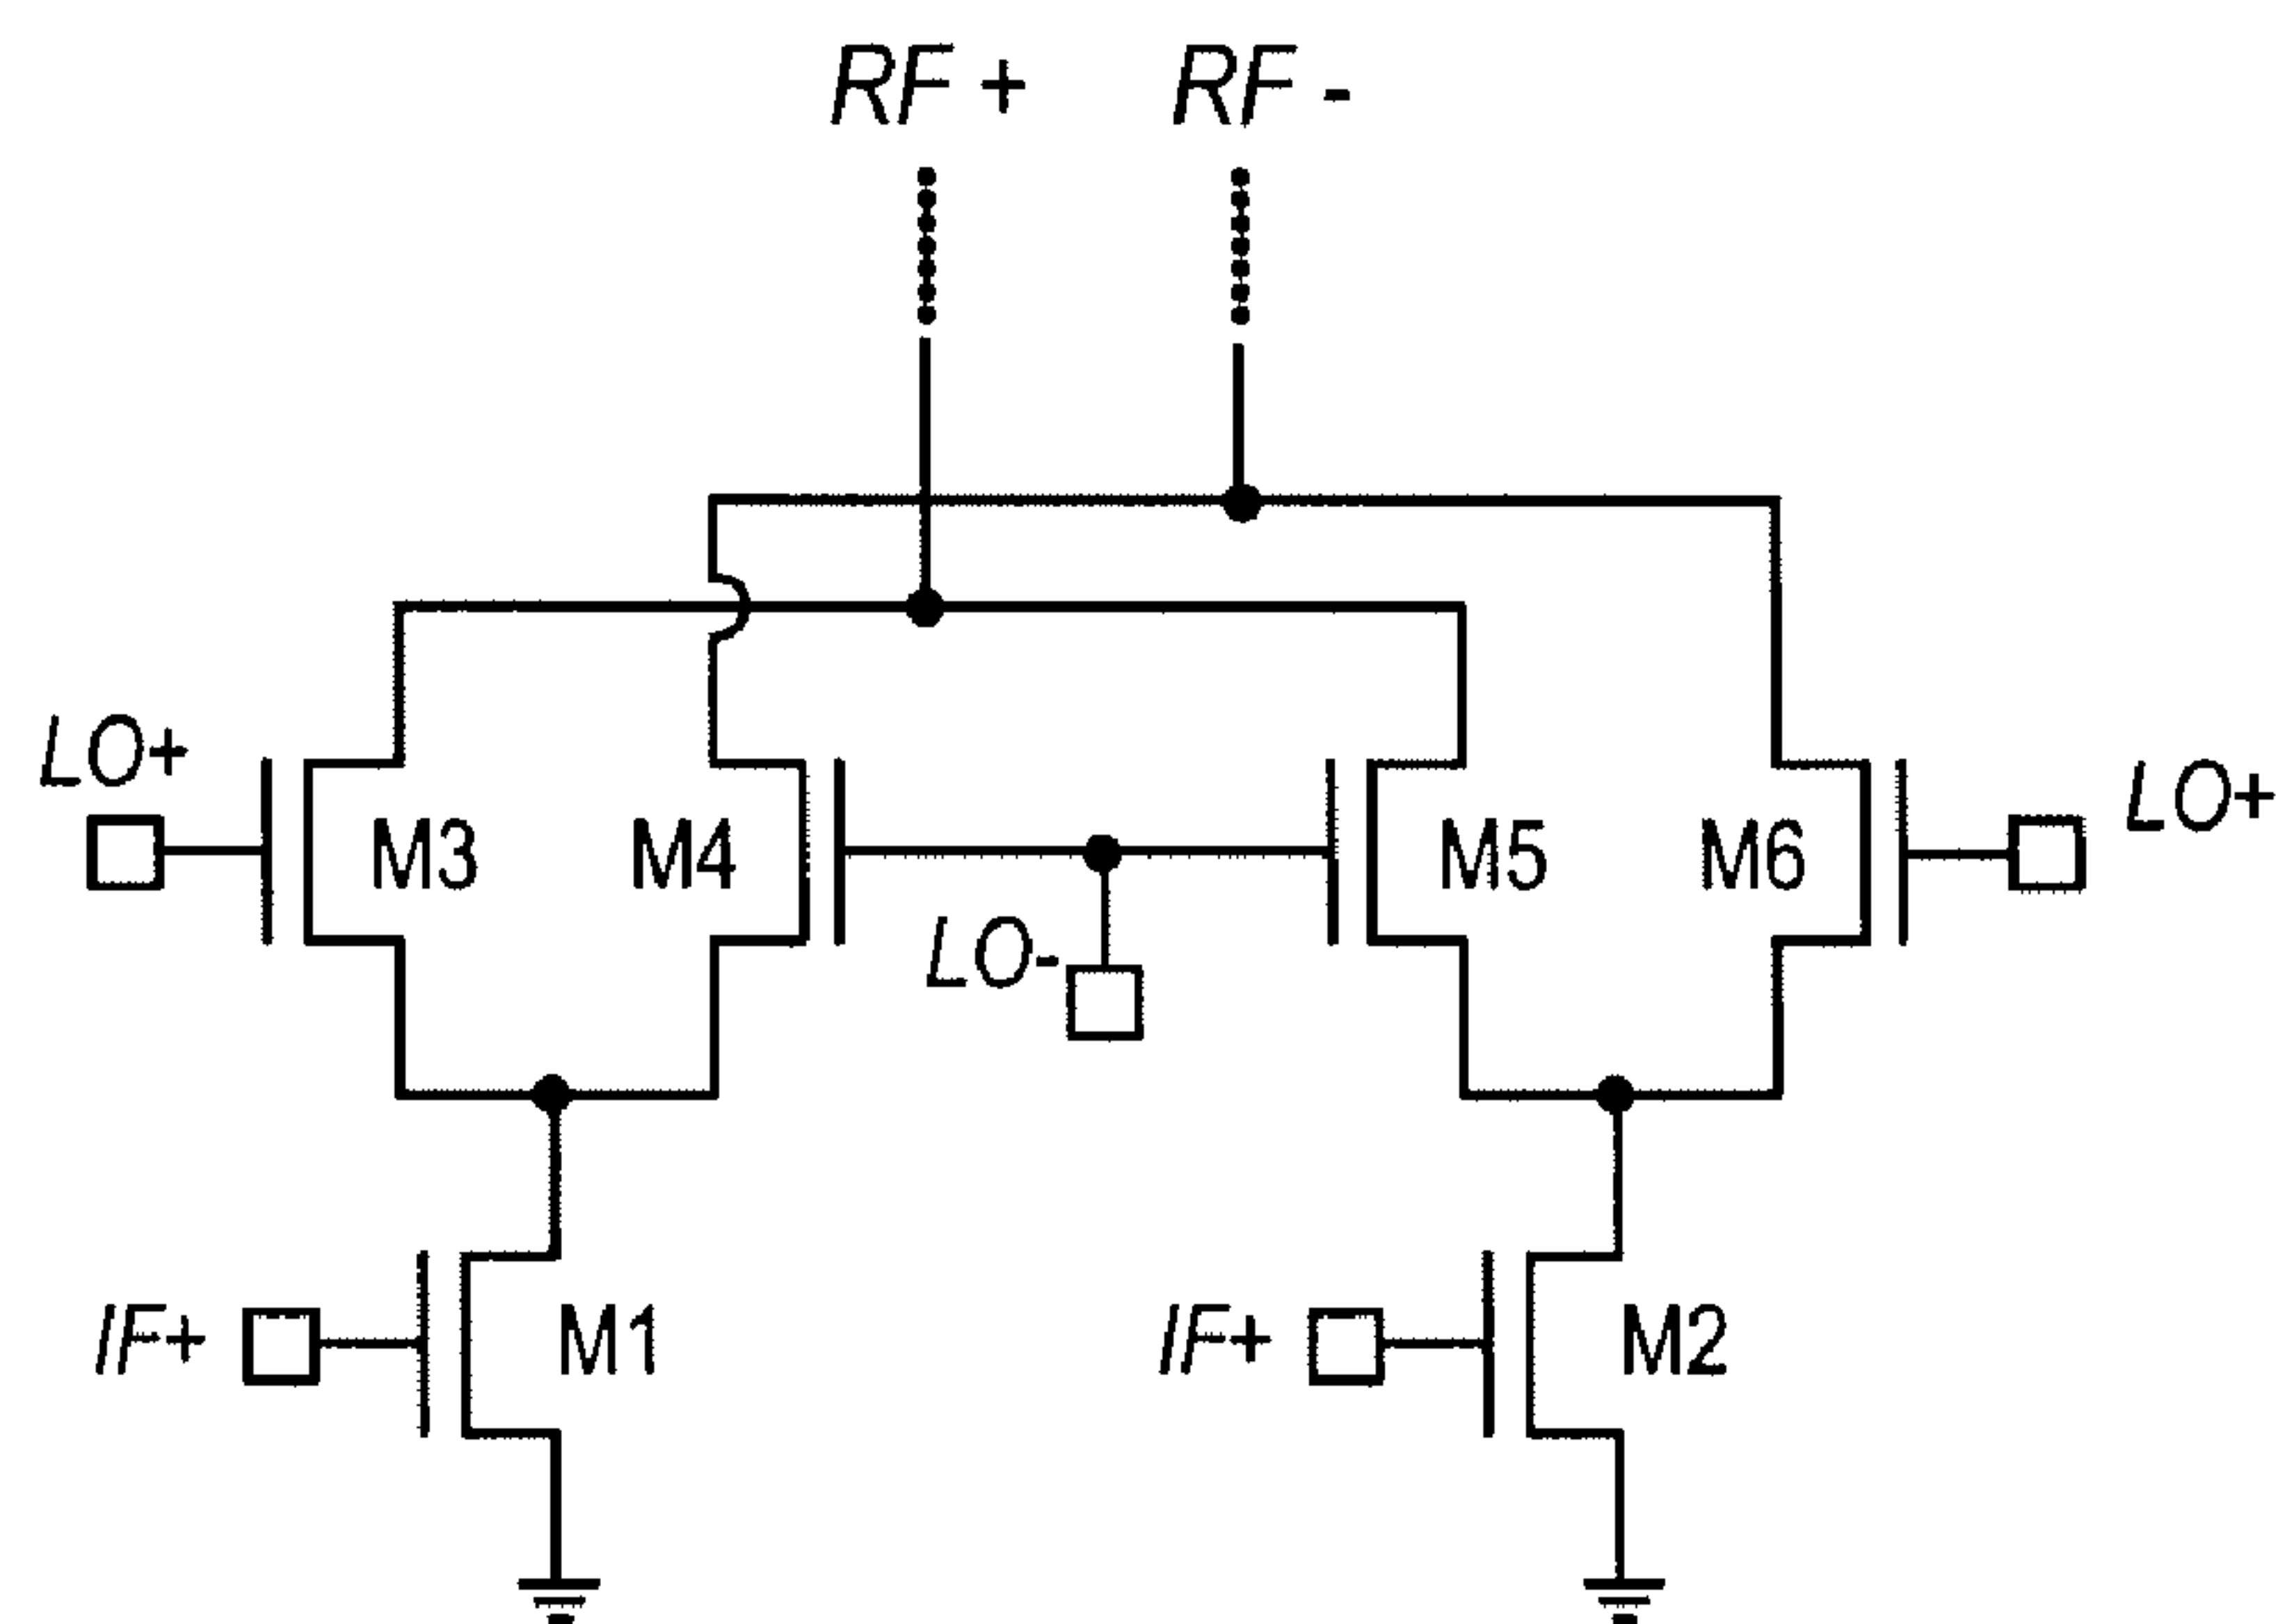 RF + RF -
LO+
LO+
M3 M4 M5 M6
LO-
IF+ M1 IF+ M2